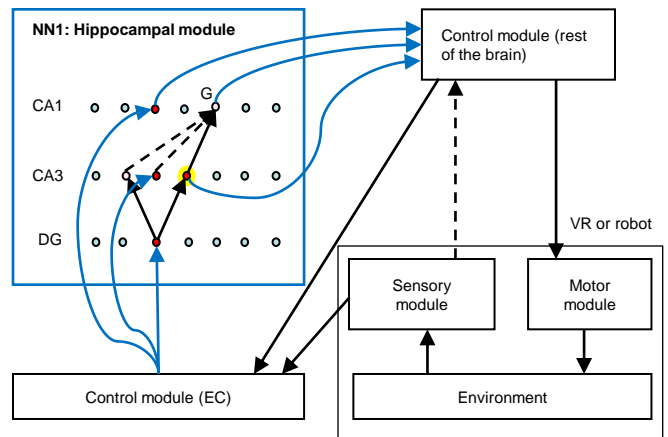 NN1: Hippocampal module
Control module (rest
of the brain)
G
CA1
CA3
DG
VR or robot
Sensory
module
Motor
module
Control module (EC)
Environment